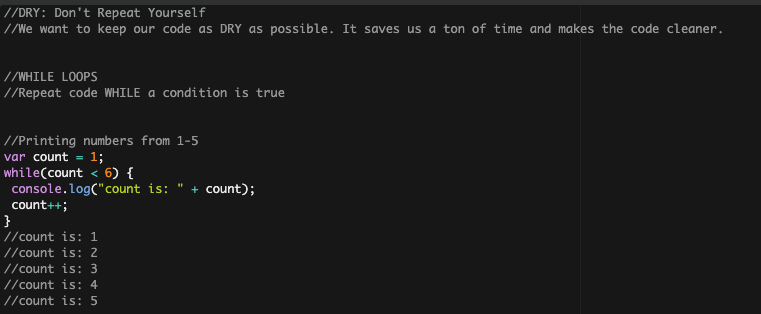 //DRY: Don't Repeat Yourself
//We want to keep our code as DRY as possible. It saves us a ton of time and makes the code cleaner.
//WHILE LOOPS
//Repeat code WHILE a condition is true
//Printing numbers from 1-5
var count = 1;
while(count < 6) {
 console.log("count is: " + count);
 count++;
}
//count is: 1
//count is: 2
//count is: 3
//count is: 4
//count is: 5